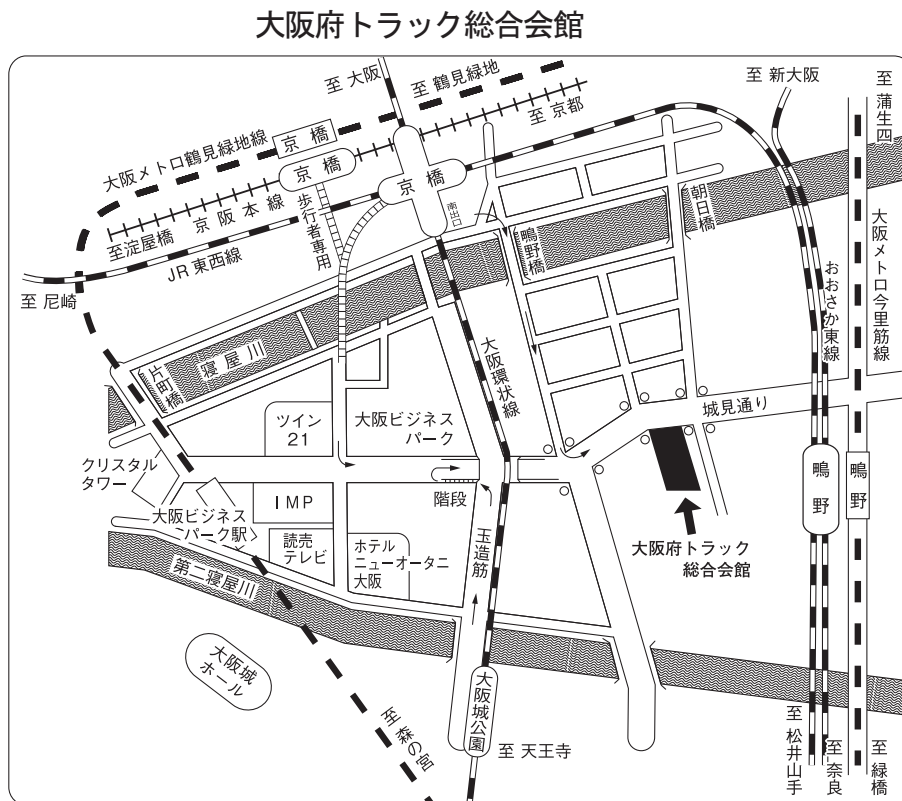 大阪府トラック総合会館
至 大阪
至 鶴見緑地
至 新大阪
至 蒲生四
至 京都
大阪メトロ鶴見緑地線
京橋
京橋
京橋
京阪本線
至淀屋橋
歩行者専用
南出口
JR東西線
至 尼崎
鴫野橋
朝日橋
おおさか東線
大阪メトロ今里筋線
片町橋
寝屋川
大阪環状線
城見通り
ツイン
21
大阪ビジネス
パーク
クリスタル
タワー
階段
IMP
大阪ビジネス
パーク駅
読売
テレビ
ホテル
ニューオータニ
大阪
玉造筋
鴫野
鴫野
大阪府トラック
総合会館
第二寝屋川
大阪城
ホール
大阪城公園
至 森の宮
至 天王寺
至 松井山手
至 奈良
至 緑橋